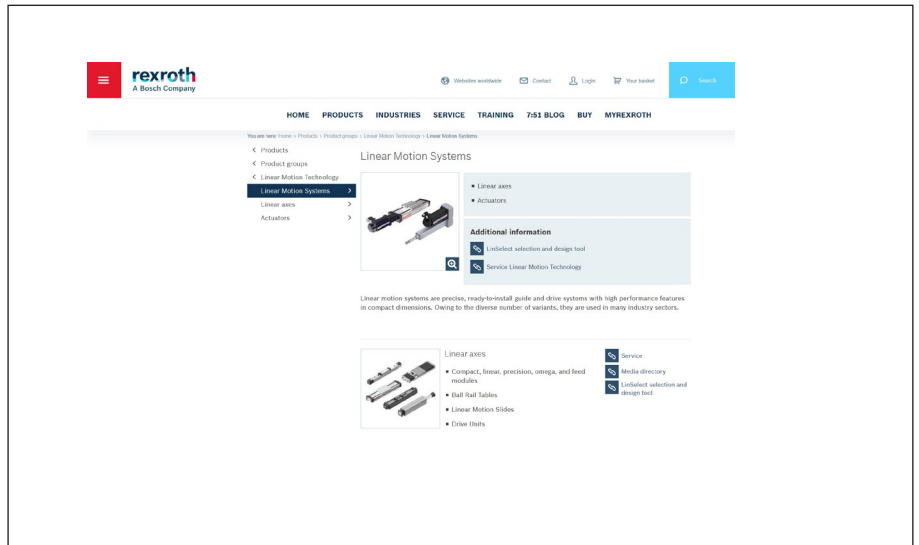 rexroth
A Bosch Company
Websites worldwide
Contact
Login
Your basket
Search
HOME PRODUCTS INDUSTRIES SERVICE TRAINING 7:51 BLOG BUY MYREXROTH
You are here: Home > Products > Product groups > Linear Motion Technology > Linear Motion Systems
Products
Product groups
Linear Motion Technology
Linear Motion Systems
Linear axes
Actuators
Linear Motion Systems
Linear axes
Actuators
Additional information
LinSelect selection and design tool
Service Linear Motion Technology
Linear motion systems are precise, ready-to-install guide and drive systems with high performance features
in compact dimensions. Owing to the diverse number of variants, they are used in many industry sectors.
Linear axes
Compact, linear, precision, omega, and feed
modules
Ball Rail Tables
Linear Motion Slides
Drive Units
Service
Media directory
LinSelect selection and
design tool